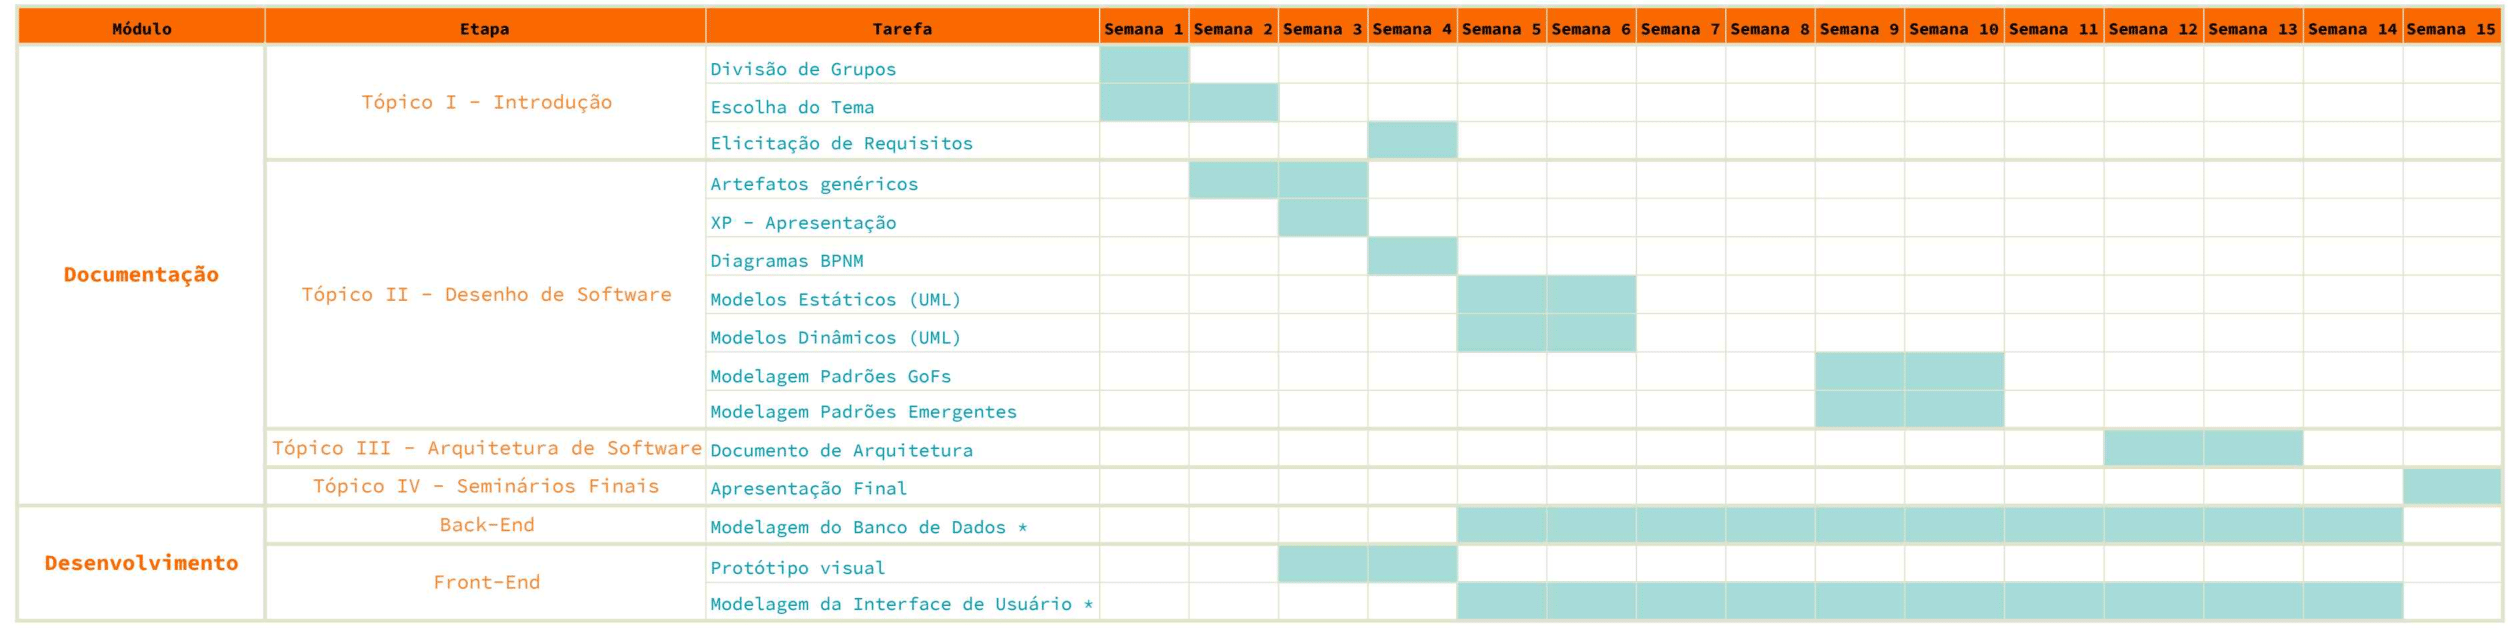 Módulo Etapa Tarefa Semana 1 Semana 2 Semana 3 Semana 4 Semana 5 Semana 6 Semana 7 Semana 8 Semana 9 Semana 10 Semana 11 Semana 12 Semana 13 Semana 14 Semana 15
Documentação
Tópico I - Introdução
Divisão de Grupos
Escolha do Tema
Elicitação de Requisitos
Tópico II - Desenho de Software
Artefatos genéricos
XP - Apresentação
Diagramas BPNM
Modelos Estáticos (UML)
Modelos Dinâmicos (UML)
Modelagem Padrões GoFs
Modelagem Padrões Emergentes
Tópico III - Arquitetura de Software
Documento de Arquitetura
Tópico IV - Seminários Finais
Apresentação Final
Desenvolvimento
Back-End
Modelagem do Banco de Dados *
Front-End
Protótipo visual
Modelagem da Interface de Usuário *